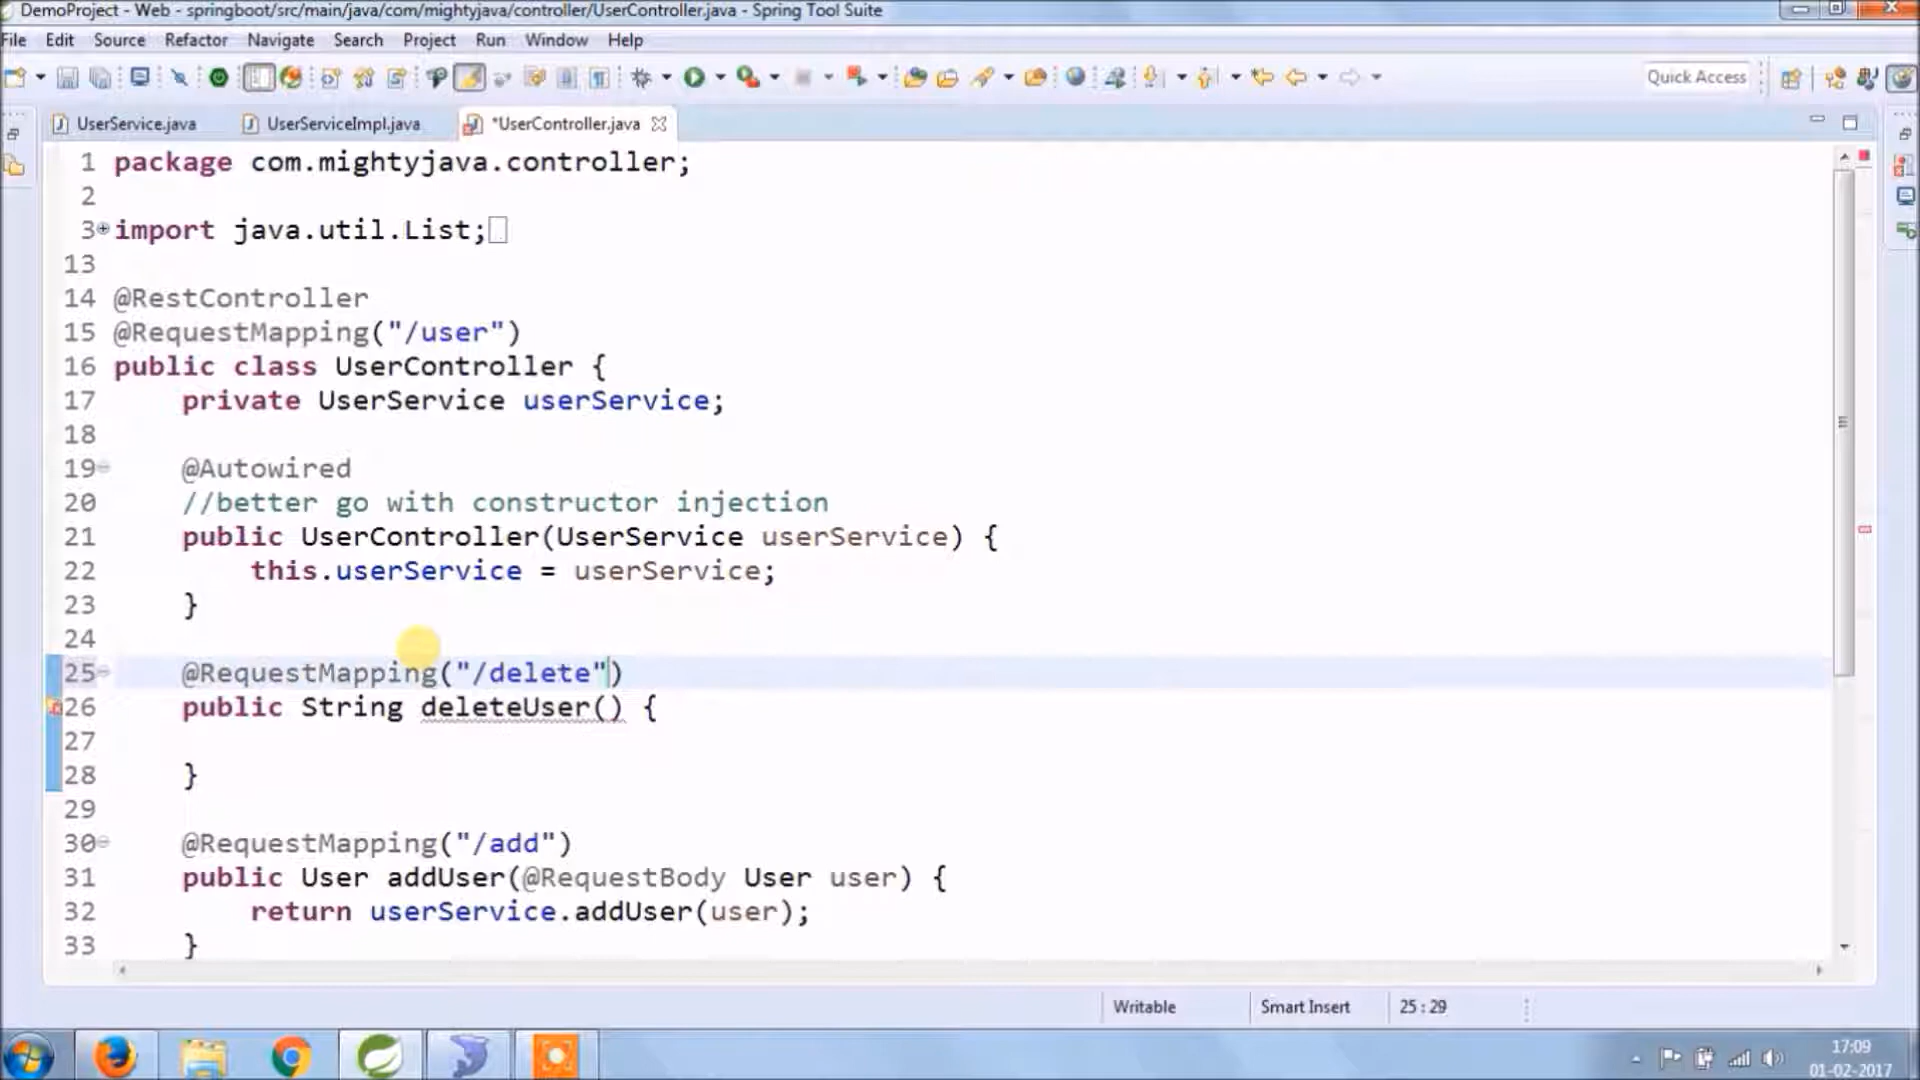 DemoProject - Web - springboot/src/main/java/com/mightyjava/controller/UserController.java - Spring Tool Suite
File Edit Source Refactor Navigate Search Project Run Window Help
Quick Access
UserService.java UserServiceImpl.java *UserController.java
1 package com.mightyjava.controller;
2
3 import java.util.List;
13
14 @RestController
15 @RequestMapping("/user")
16 public class UserController {
17 private UserService userService;
18
19 @Autowired
20 //better go with constructor injection
21 public UserController(UserService userService) {
22 this.userService = userService;
23 }
24
25 @RequestMapping("/delete")
26 public String deleteUser() {
27
28 }
29
30 @RequestMapping("/add")
31 public User addUser(@RequestBody User user) {
32 return userService.addUser(user);
33 }
Writable Smart Insert 25 : 29
17:09
01-02-2017